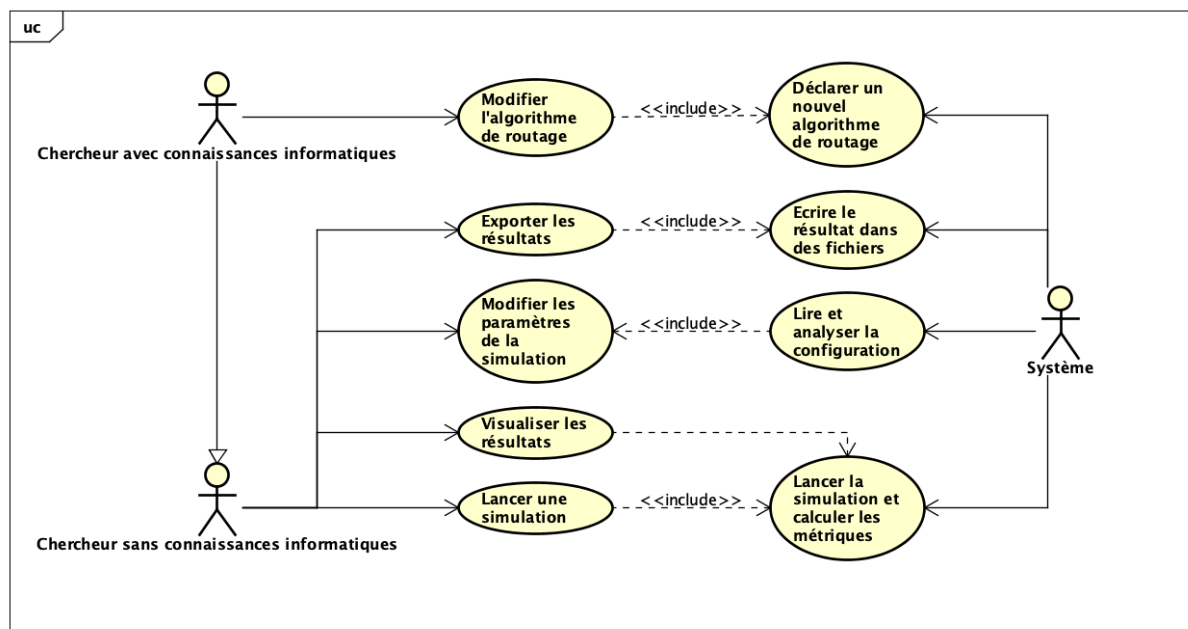 uc
Modifier
l'algorithme
de routage
<<include>>
Déclarer un
nouvel
algorithme
de routage
Chercheur avec connaissances informatiques
Exporter les
résultats
<<include>>
Ecrire le
résultat dans
des fichiers
Modifier les
paramètres
de la
simulation
<<include>>
Lire et
analyser la
configuration
Système
Visualiser les
résultats
Lancer une
simulation
<<include>>
Lancer la
simulation et
calculer les
métriques
Chercheur sans connaissances informatiques